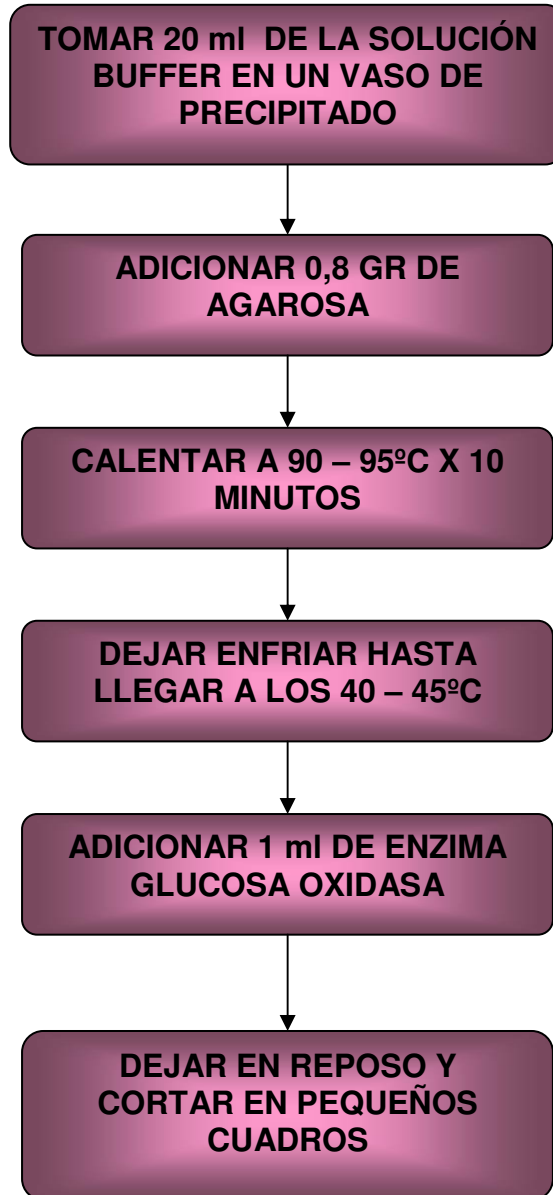 TOMAR 20 ml DE LA SOLUCIÓN
BUFFER EN UN VASO DE
PRECIPITADO
ADICIONAR 0,8 GR DE
AGAROSA
CALENTAR A 90 – 95ºC X 10
MINUTOS
DEJAR ENFRIAR HASTA
LLEGAR A LOS 40 – 45ºC
ADICIONAR 1 ml DE ENZIMA
GLUCOSA OXIDASA
DEJAR EN REPOSO Y
CORTAR EN PEQUEÑOS
CUADROS